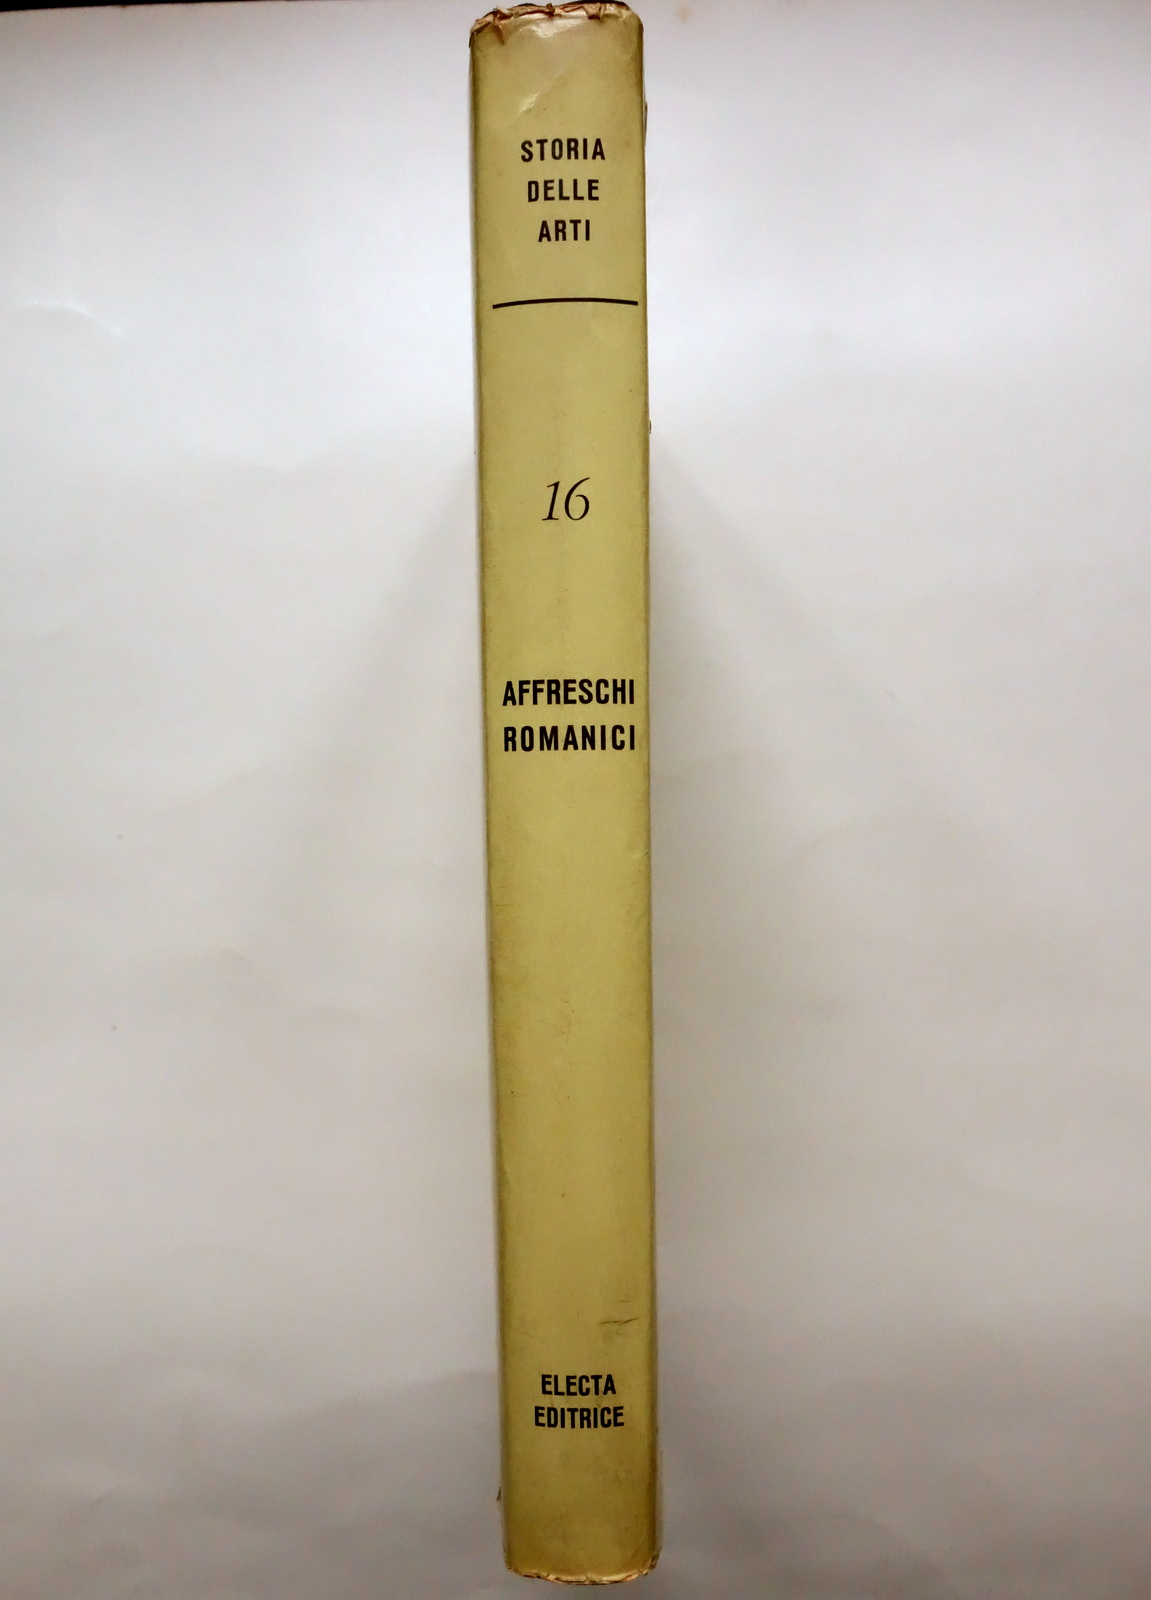 STORIA
DELLE
ARTI
16
AFFRESCHI
ROMANICI
ELECTA
EDITRICE